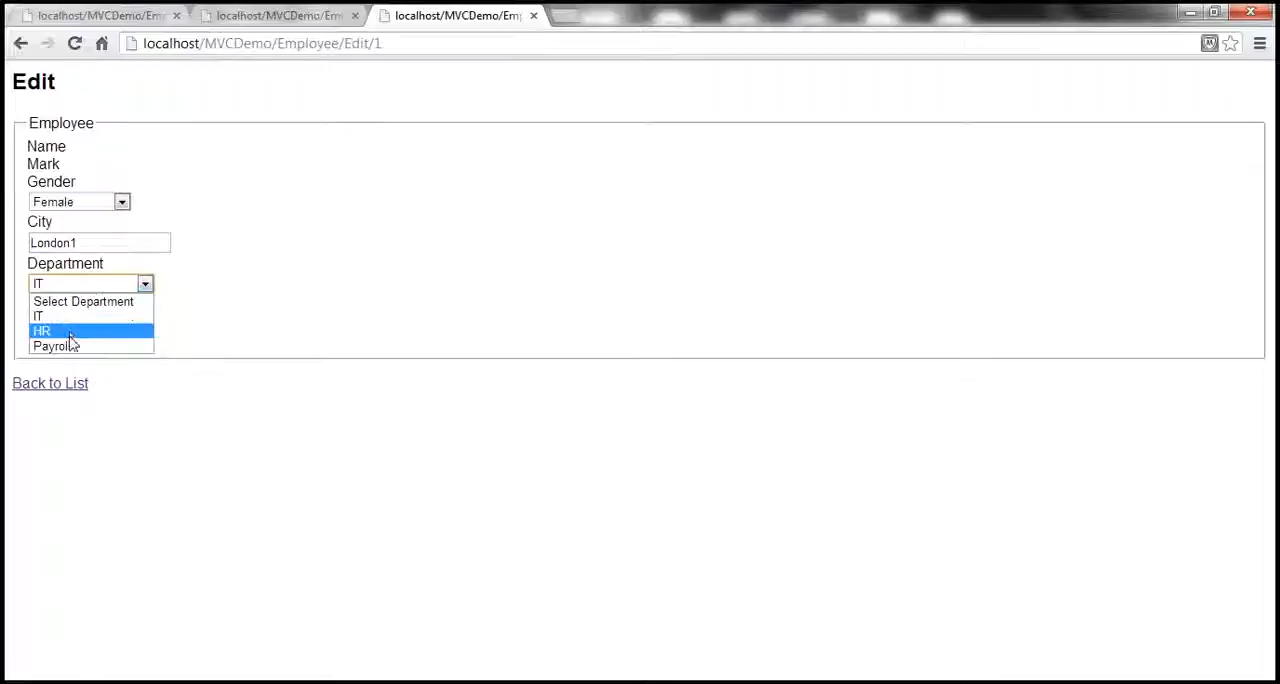 localhost/MVCDemo/Em
localhost/MVCDemo/Em
localhost/MVCDemo/Em
localhost/MVCDemo/Employee/Edit/1
Edit
Employee
Name
Mark
Gender
Female
City
London1
Department
IT
Select Department
IT
HR
Payroll
Back to List